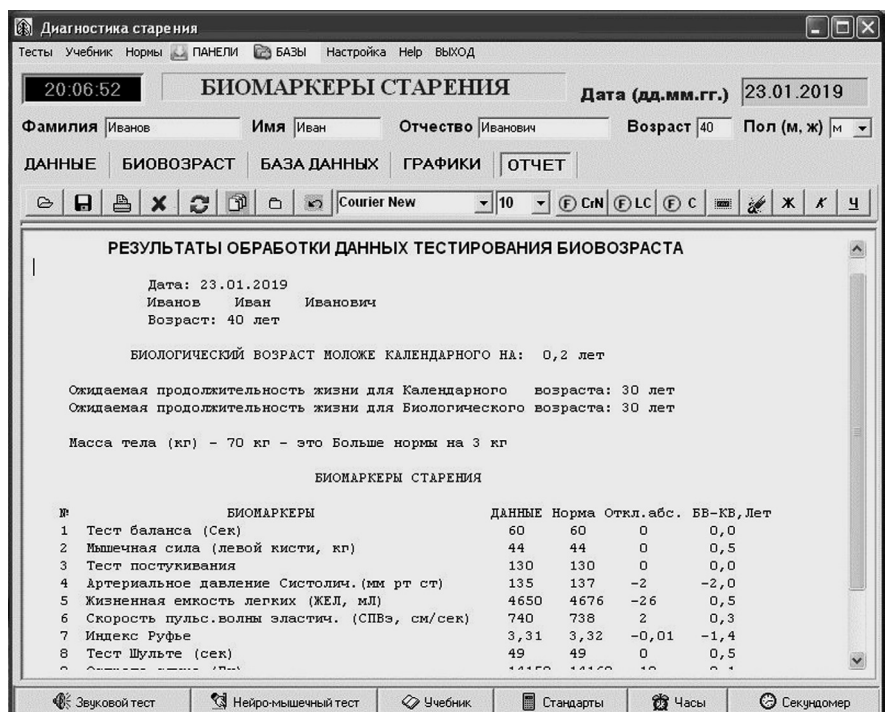 Диагностика старения
Тесты Учебник Нормы ПАНЕЛИ БАЗЫ Настройка Help ВЫХОД
20:06:52 БИОМАРКЕРЫ СТАРЕНИЯ Дата (дд.мм.гг.) 23.01.2019
Фамилия Иванов Имя Иван Отчество Иванович Возраст 40 Пол (м, ж) м
ДАННЫЕ БИОВОЗРАСТ БАЗА ДАННЫХ ГРАФИКИ ОТЧЕТ
Courier New 10 F CrN F LC F C Ж К Ч
РЕЗУЛЬТАТЫ ОБРАБОТКИ ДАННЫХ ТЕСТИРОВАНИЯ БИОВОЗРАСТА
Дата: 23.01.2019
Иванов Иван Иванович
Возраст: 40 лет
БИОЛОГИЧЕСКИЙ ВОЗРАСТ МОЛОЖЕ КАЛЕНДАРНОГО НА: 0,2 лет
Ожидаемая продолжительность жизни для Календарного возраста: 30 лет
Ожидаемая продолжительность жизни для Биологического возраста: 30 лет
Масса тела (кг) - 70 кг - это Больше нормы на 3 кг
БИОМАРКЕРЫ СТАРЕНИЯ
№ БИОМАРКЕРЫ ДАННЫЕ Норма Откл.абс. БВ-КВ,Лет
1 Тест баланса (Сек) 60 60 0 0,0
2 Мышечная сила (левой кисти, кг) 44 44 0 0,5
3 Тест постукивания 130 130 0 0,0
4 Артериальное давление Систолич.(мм рт ст) 135 137 -2 -2,0
5 Жизненная емкость легких (ЖЕЛ, мЛ) 4650 4676 -26 0,5
6 Скорость пульс.волны эластич. (СПВэ, см/сек) 740 738 2 0,3
7 Индекс Руфье 3,31 3,32 -0,01 -1,4
8 Тест Шульте (сек) 49 49 0 0,5
Звуковой тест Нейро-мышечный тест Учебник Стандарты Часы Секундомер